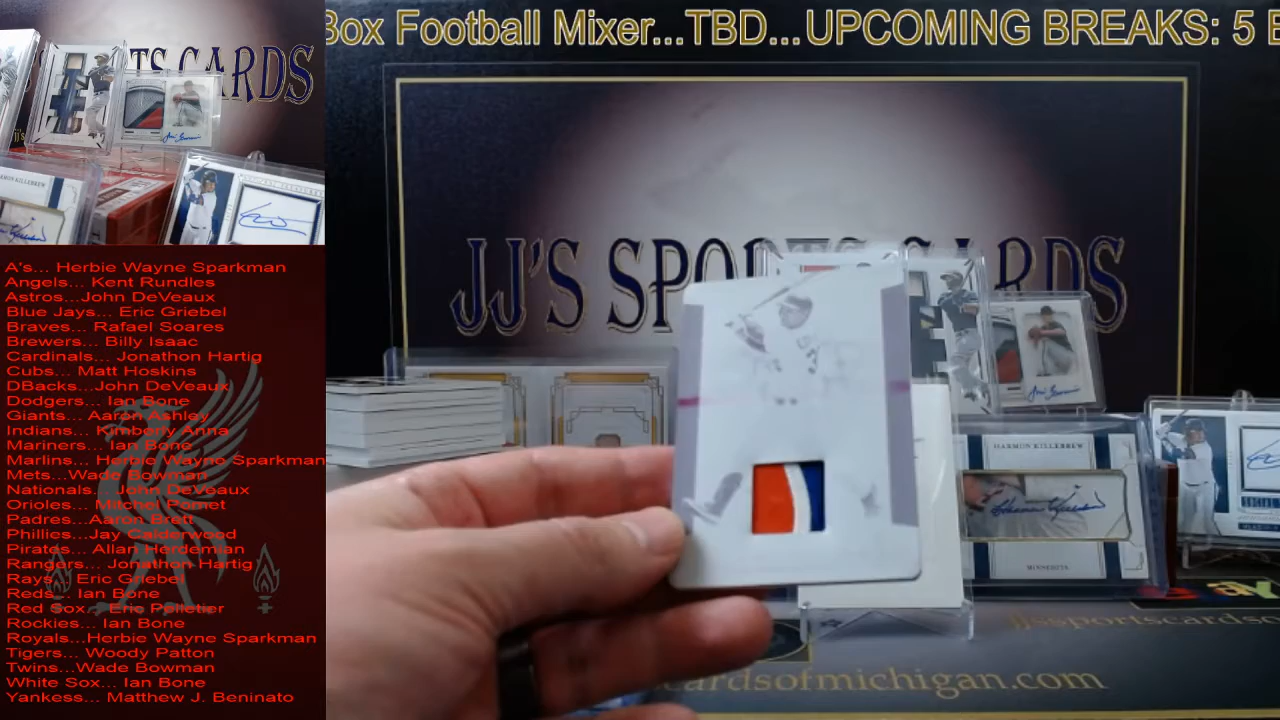 Box Football Mixer...TBD...UPCOMING BREAKS: 5
TS CARDS
JJ'S SPORTS CARDS
A's... Herbie Wayne Sparkman
Angels... Kent Rundles
Astros...John DeVeaux
Blue Jays... Eric Griebel
Braves... Rafael Soares
Brewers... Billy Isaac
Cardinals... Jonathon Hartig
Cubs... Matt Hoskins
DBacks...John DeVeaux
Dodgers... Ian Bone
Giants... Aaron Ashley
Indians... Kimberly Anna
Mariners... Ian Bone
Marlins... Herbie Wayne Sparkman
Mets...Wade Bowman
Nationals... John DeVeaux
Orioles... Mitchel Pomet
Padres...Aaron Brett
Phillies...Jay Calderwood
Pirates... Allan Herdemian
Rangers... Jonathon Hartig
Rays... Eric Griebel
Reds... Ian Bone
Red Sox... Eric Pelletier
Rockies... Ian Bone
Royals...Herbie Wayne Sparkman
Tigers... Woody Patton
Twins...Wade Bowman
White Sox... Ian Bone
Yankess... Matthew J. Beninato
HARMON KILLEBREW
MINNESOTA
jjssportscardso
cardsofmichigan.com